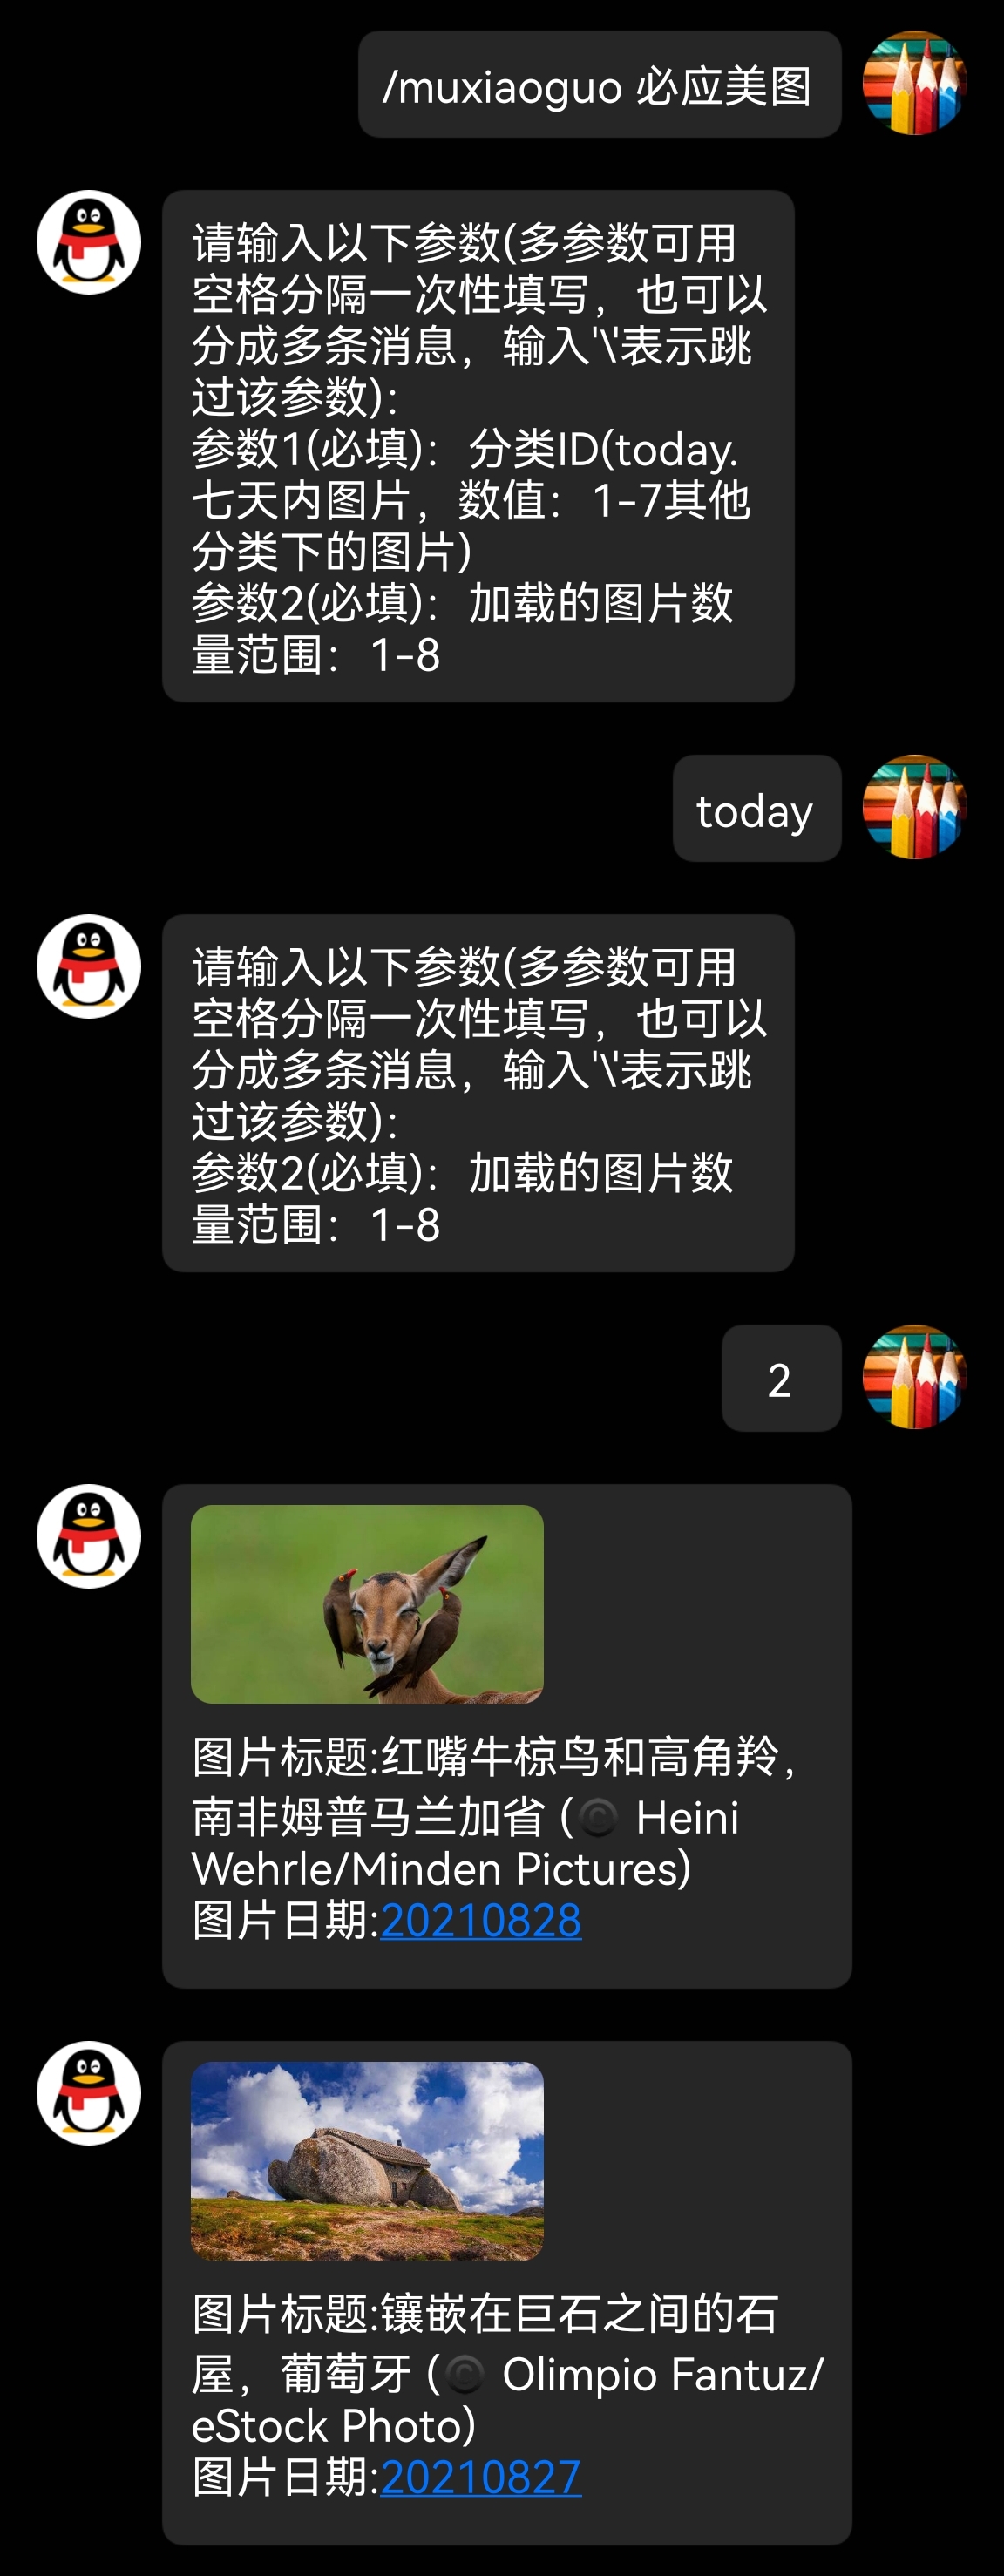 /muxiaoguo 必应美图
请输入以下参数(多参数可用
空格分隔一次性填写，也可以
分成多条消息，输入'\'表示跳
过该参数)：
参数1(必填)：分类ID(today.
七天内图片，数值：1-7其他
分类下的图片)
参数2(必填)：加载的图片数
量范围：1-8
today
请输入以下参数(多参数可用
空格分隔一次性填写，也可以
分成多条消息，输入'\'表示跳
过该参数)：
参数2(必填)：加载的图片数
量范围：1-8
2
图片标题:红嘴牛椋鸟和高角羚，
南非姆普马兰加省 (© Heini
Wehrle/Minden Pictures)
图片日期:20210828
图片标题:镶嵌在巨石之间的石
屋，葡萄牙 (© Olimpio Fantuz/
eStock Photo)
图片日期:20210827